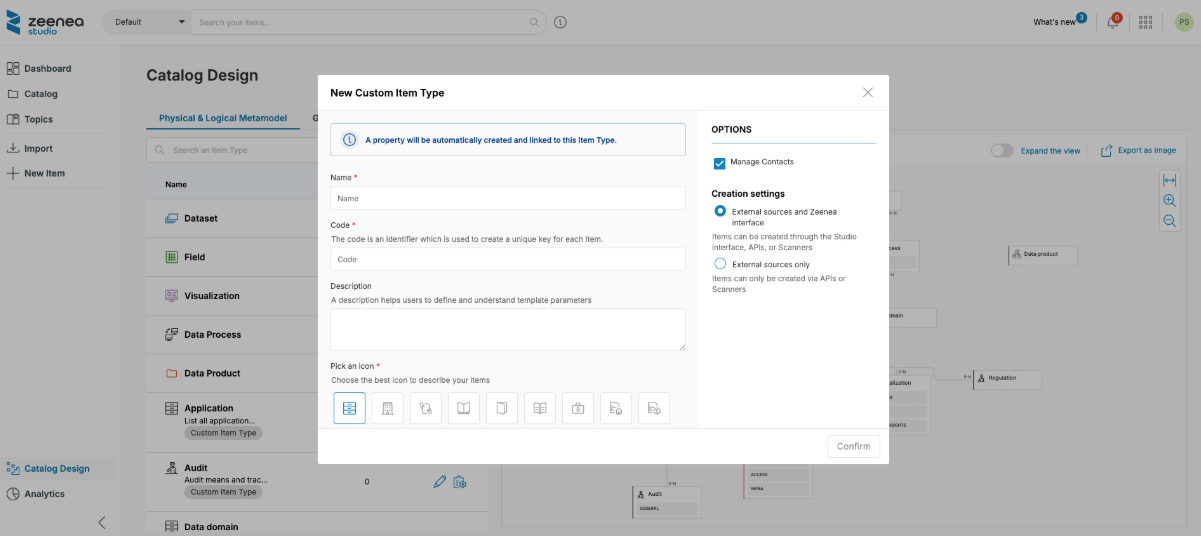 zeenea
studio
Default
Search your items...
What's new
3
0
PS
Dashboard
Catalog
Topics
Import
New Item
Catalog Design
Analytics
Catalog Design
Physical & Logical Metamodel
G
Search an Item Type
Expand the view
Export as image
Name
Dataset
Field
Visualization
Data Process
Data Product
Application
List all application...
Custom Item Type
Audit
Audit means and trac...
Custom Item Type
0
Data domain
New Custom Item Type
A property will be automatically created and linked to this Item Type.
Name *
Name
Code *
The code is an identifier which is used to create a unique key for each item.
Code
Description
A description helps users to define and understand template parameters
Pick an icon *
Choose the best icon to describe your items
OPTIONS
Manage Contacts
Creation settings
External sources and Zeenea
interface
Items can be created through the Studio
interface, APIs, or Scanners
External sources only
Items can only be created via APIs or
Scanners
Confirm
Data product
Regulation
ACCESS
INFRA
Audit
GENERAL